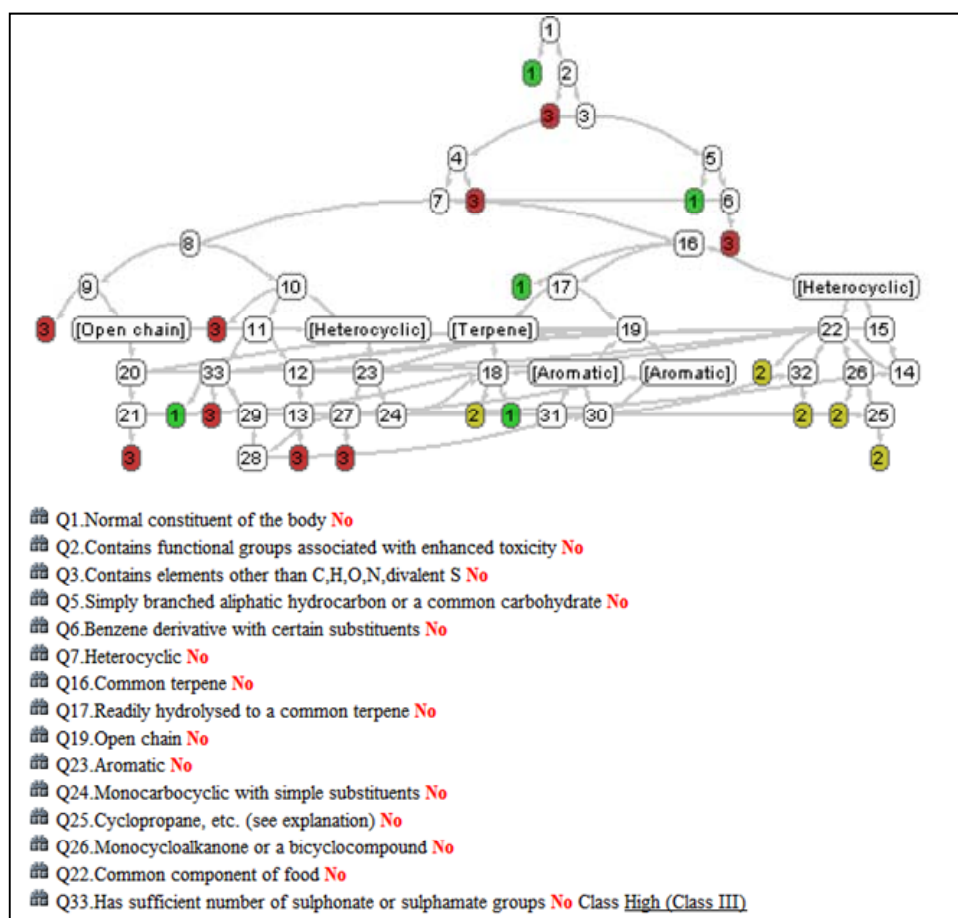 1
1 2
3 3
4 5
7 3 1 6
8 16 3
9 10 1 17 [Heterocyclic]
3 [Open chain] 3 11 [Heterocyclic] [Terpene] 19 22 15
20 33 12 23 18 [Aromatic] [Aromatic] 2 32 26 14
21 1 3 29 13 27 24 2 1 31 30 2 2 25
3 28 3 3 2
Q1.Normal constituent of the body No
Q2.Contains functional groups associated with enhanced toxicity No
Q3.Contains elements other than C,H,O,N,divalent S No
Q5.Simply branched aliphatic hydrocarbon or a common carbohydrate No
Q6.Benzene derivative with certain substituents No
Q7.Heterocyclic No
Q16.Common terpene No
Q17.Readily hydrolysed to a common terpene No
Q19.Open chain No
Q23.Aromatic No
Q24.Monocarbocyclic with simple substituents No
Q25.Cyclopropane, etc. (see explanation) No
Q26.Monocycloalkanone or a bicyclocompound No
Q22.Common component of food No
Q33.Has sufficient number of sulphonate or sulphamate groups No Class High (Class III)